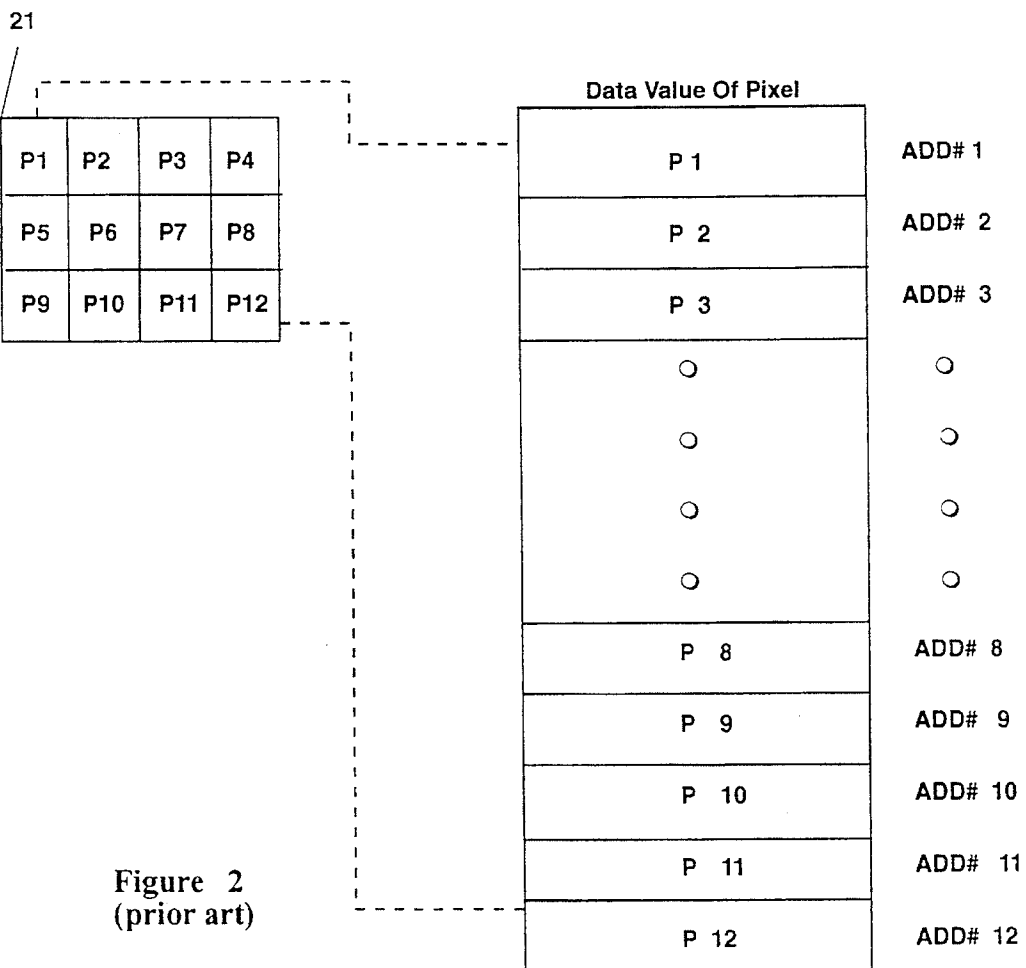 21
P1 P2 P3 P4
P5 P6 P7 P8
P9 P10 P11 P12
Data Value Of Pixel
P 1 ADD# 1
P 2 ADD# 2
P 3 ADD# 3
P 8 ADD# 8
P 9 ADD# 9
P 10 ADD# 10
P 11 ADD# 11
P 12 ADD# 12
Figure 2
(prior art)